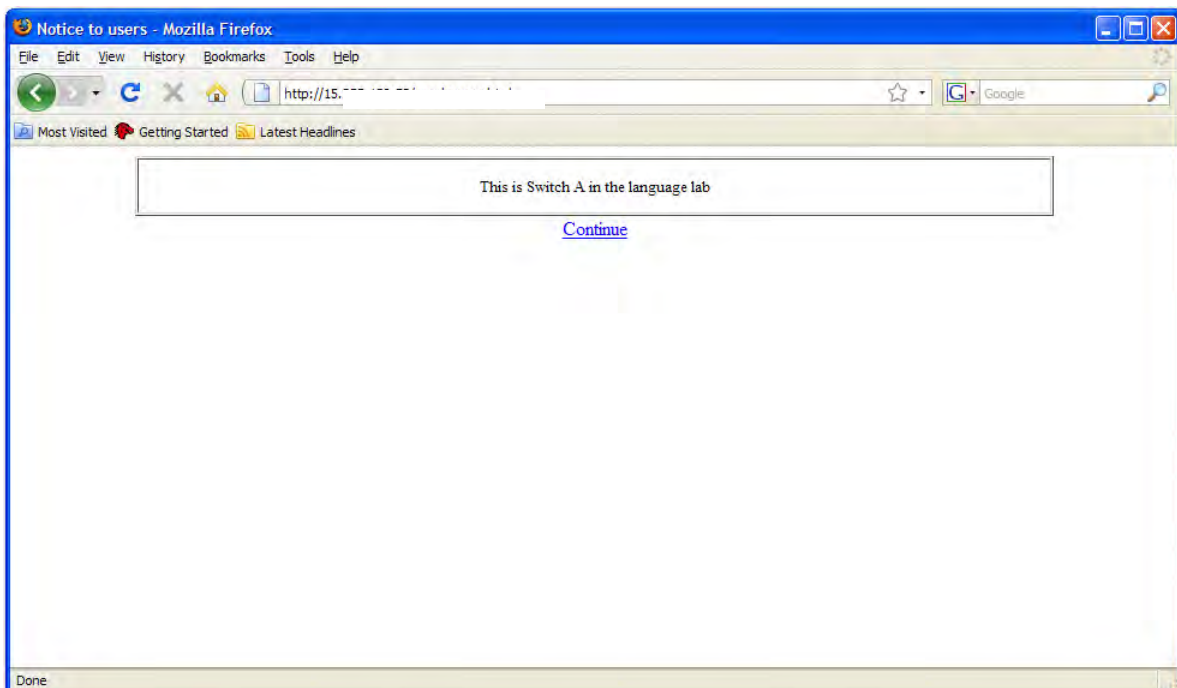 Notice to users - Mozilla Firefox
File Edit View History Bookmarks Tools Help
http://15.
Google
Most Visited Getting Started Latest Headlines
This is Switch A in the language lab
Continue
Done